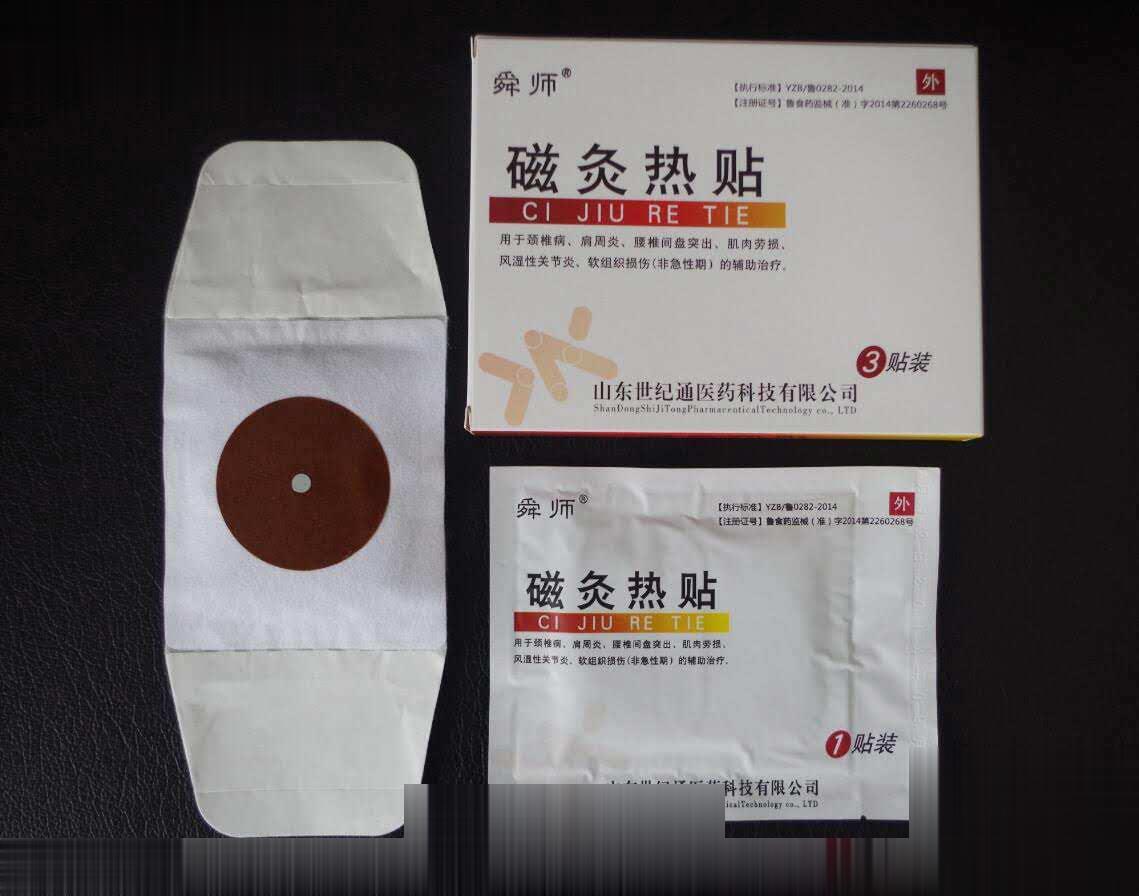 舜师®
【执行标准】YZB/鲁0282-2014
【注册证号】鲁食药监械（准）字2014第2260268号
外
磁灸热贴
CI JIU RE TIE
用于颈椎病、肩周炎、腰椎间盘突出、肌肉劳损、
风湿性关节炎、软组织损伤(非急性期）的辅助治疗。
3贴装
山东世纪通医药科技有限公司
ShanDongShiJiTongPharmaceuticalTechnology co., LTD
舜师®
【执行标准】YZB/鲁0282-2014
【注册证号】鲁食药监械（准）字2014第2260268号
外
磁灸热贴
CI JIU RE TIE
用于颈椎病、肩周炎、腰椎间盘突出、肌肉劳损、
风湿性关节炎、软组织损伤(非急性期）的辅助治疗。
1贴装
科技有限公司
icalTechnology co., LTD